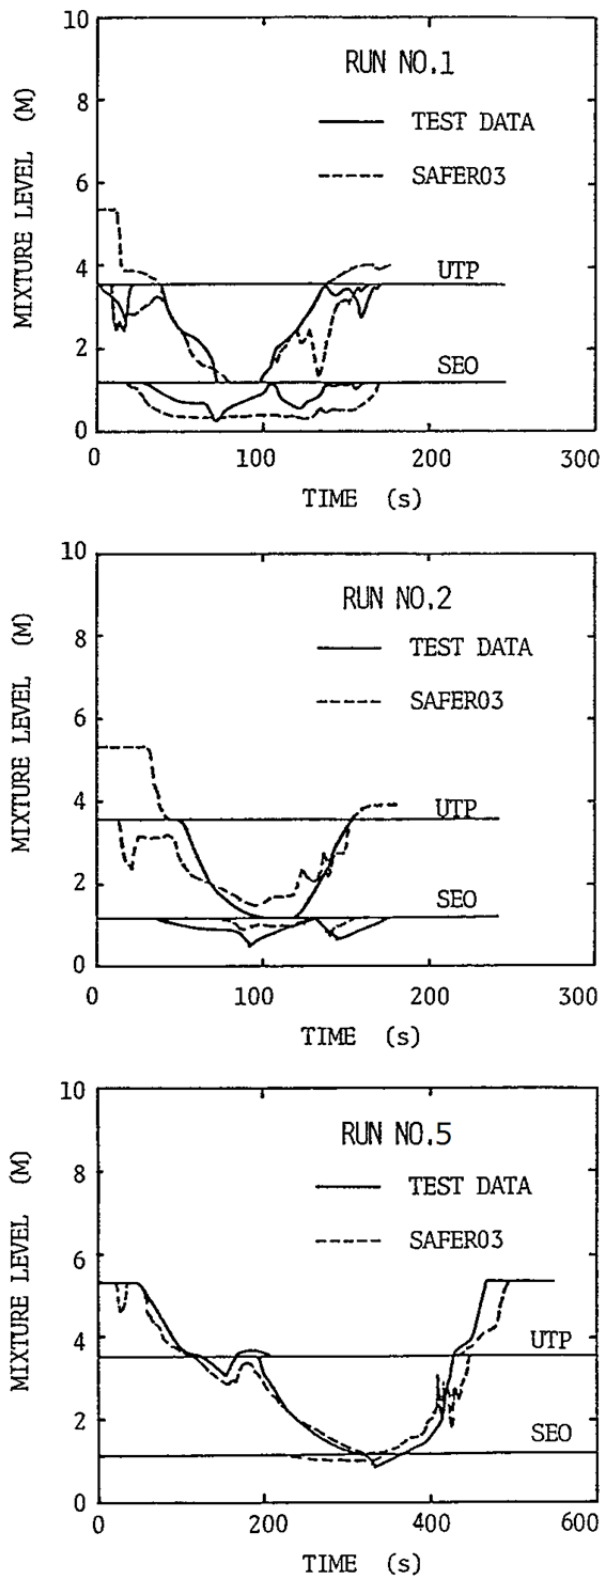 10
RUN NO.1
8
TEST DATA
6
SAFER03
MIXTURE LEVEL (M)
4
UTP
2
SEO
0
0 100 200 300
TIME (s)
10
RUN NO.2
8
TEST DATA
6
SAFER03
MIXTURE LEVEL (M)
4
UTP
2
SEO
0
0 100 200 300
TIME (s)
10
RUN NO.5
8
TEST DATA
6
SAFER03
MIXTURE LEVEL (M)
4
UTP
2
SEO
0
0 200 400 600
TIME (s)